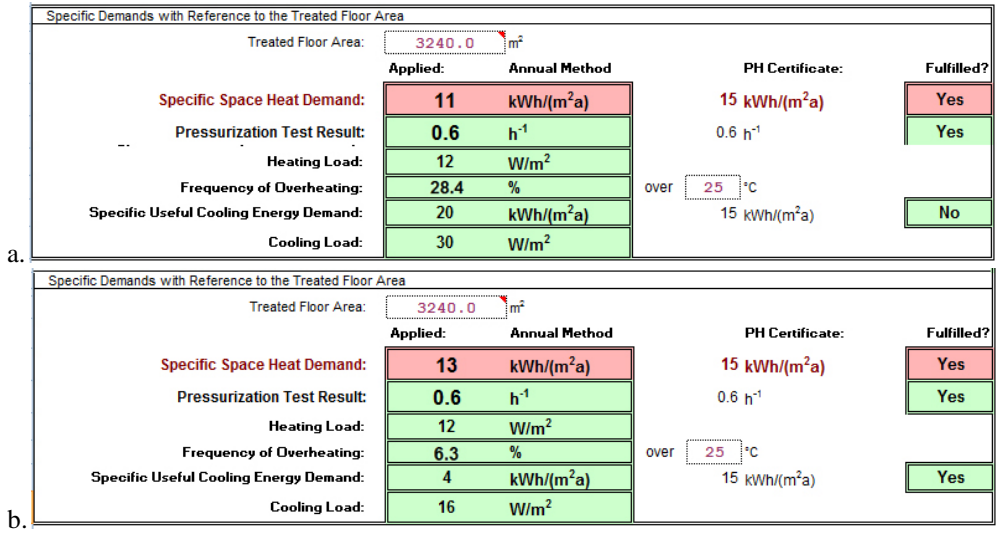 Specific Demands with Reference to the Treated Floor Area
Treated Floor Area: 3240.0 m²
Applied: Annual Method PH Certificate: Fulfilled?
Specific Space Heat Demand: 11 kWh/(m²a) 15 kWh/(m²a) Yes
Pressurization Test Result: 0.6 h⁻¹ 0.6 h⁻¹ Yes
Heating Load: 12 W/m²
Frequency of Overheating: 28.4 % over 25 °C
Specific Useful Cooling Energy Demand: 20 kWh/(m²a) 15 kWh/(m²a) No
Cooling Load: 30 W/m²
a.
Specific Demands with Reference to the Treated Floor Area
Treated Floor Area: 3240.0 m²
Applied: Annual Method PH Certificate: Fulfilled?
Specific Space Heat Demand: 13 kWh/(m²a) 15 kWh/(m²a) Yes
Pressurization Test Result: 0.6 h⁻¹ 0.6 h⁻¹ Yes
Heating Load: 12 W/m²
Frequency of Overheating: 6.3 % over 25 °C
Specific Useful Cooling Energy Demand: 4 kWh/(m²a) 15 kWh/(m²a) Yes
Cooling Load: 16 W/m²
b.